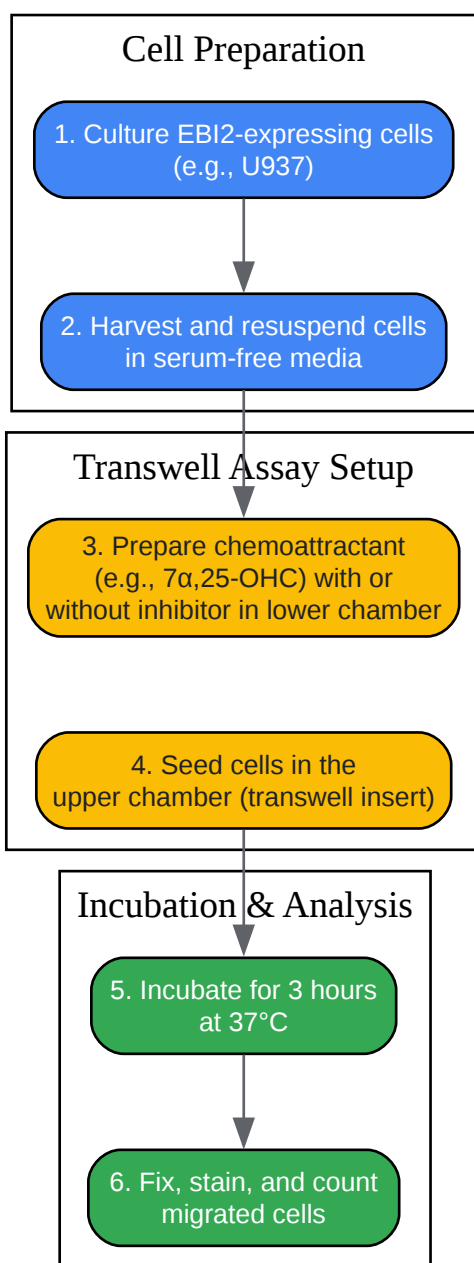 Cell Preparation
1. Culture EBI2-expressing cells
(e.g., U937)
2. Harvest and resuspend cells
in serum-free media
Transwell Assay Setup
3. Prepare chemoattractant
(e.g., 7α,25-OHC) with or
without inhibitor in lower chamber
4. Seed cells in the
upper chamber (transwell insert)
Incubation & Analysis
5. Incubate for 3 hours
at 37°C
6. Fix, stain, and count
migrated cells